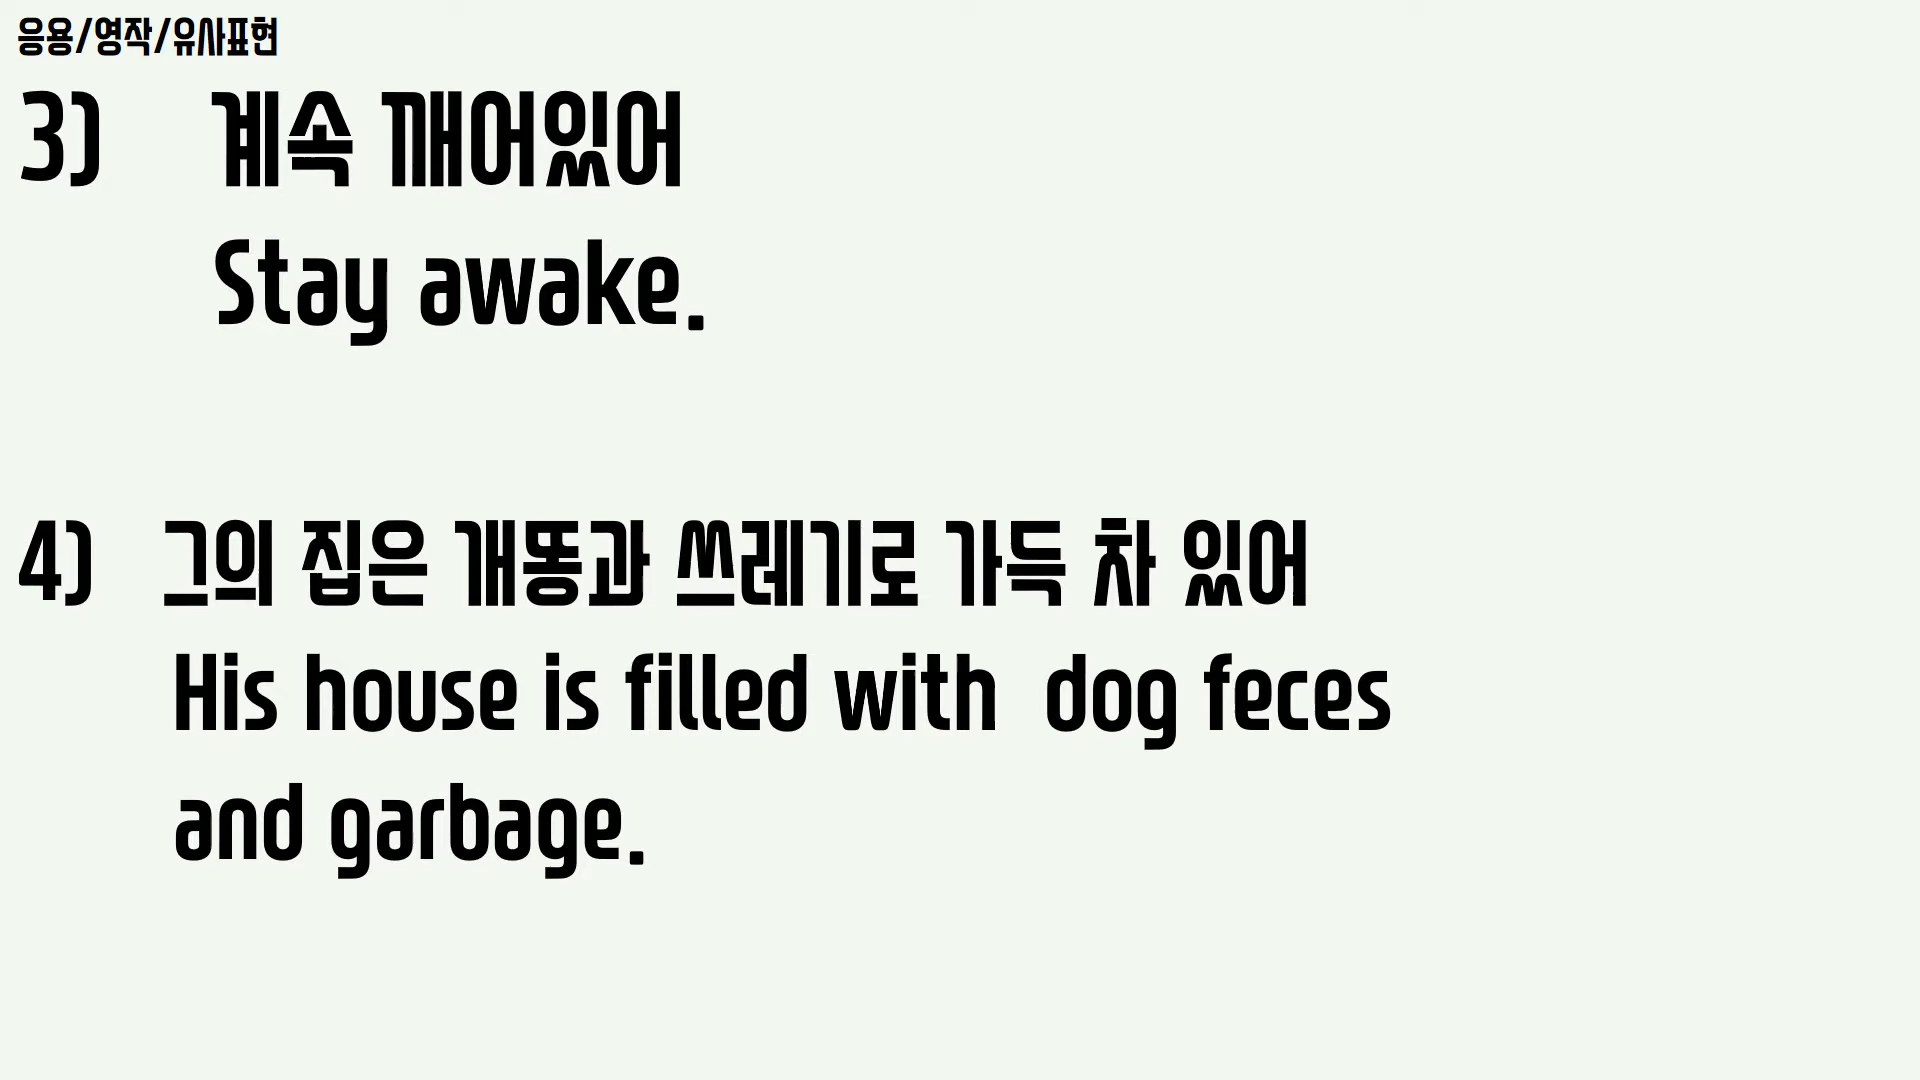 응용/영작/유사표현
3) 계속 깨어있어
Stay awake.
4) 그의 집은 개똥과 쓰레기로 가득 차 있어
His house is filled with  dog feces
and garbage.